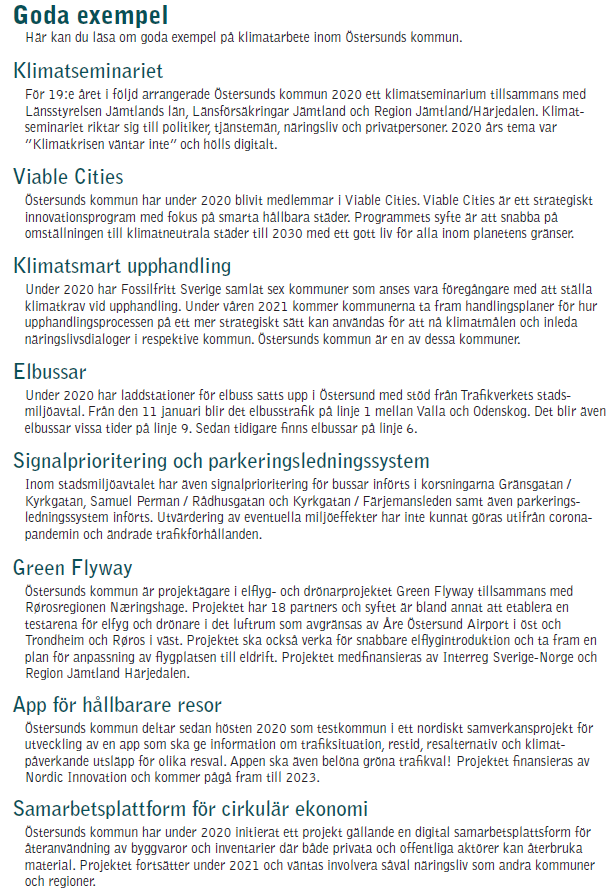 Goda exempel
Här kan du läsa om goda exempel på klimatarbete inom Östersunds kommun.
Klimatseminariet
För 19:e året i följd arrangerade Östersunds kommun 2020 ett klimatseminarium tillsammans med
Länsstyrelsen Jämtlands län, Länsförsäkringar Jämtland och Region Jämtland/Härjedalen. Klimat-
seminariet riktar sig till politiker, tjänstemän, näringsliv och privatpersoner. 2020 års tema var
”Klimatkrisen väntar inte” och hölls digitalt.
Viable Cities
Östersunds kommun har under 2020 blivit medlemmar i Viable Cities. Viable Cities är ett strategiskt
innovationsprogram med fokus på smarta hållbara städer. Programmets syfte är att snabba på
omställningen till klimatneutrala städer till 2030 med ett gott liv för alla inom planetens gränser.
Klimatsmart upphandling
Under 2020 har Fossilfritt Sverige samlat sex kommuner som anses vara föregångare med att ställa
klimatkrav vid upphandling. Under våren 2021 kommer kommunerna ta fram handlingsplaner för hur
upphandlingsprocessen på ett mer strategiskt sätt kan användas för att nå klimatmålen och inleda
näringslivsdialoger i respektive kommun. Östersunds kommun är en av dessa kommuner.
Elbussar
Under 2020 har laddstationer för elbuss satts upp i Östersund med stöd från Trafikverkets stads-
miljöavtal. Från den 11 januari blir det elbusstrafik på linje 1 mellan Valla och Odenskog. Det blir även
elbussar vissa tider på linje 9. Sedan tidigare finns elbussar på linje 6.
Signalprioritering och parkeringsledningssystem
Inom stadsmiljöavtalet har även signalprioritering för bussar införts i korsningarna Gränsgatan /
Kyrkgatan, Samuel Perman / Rådhusgatan och Kyrkgatan / Färjemansleden samt även parkerings-
ledningssystem införts. Utvärdering av eventuella miljöeffekter har inte kunnat göras utifrån corona-
pandemin och ändrade trafikförhållanden.
Green Flyway
Östersunds kommun är projektägare i elflyg- och drönarprojektet Green Flyway tillsammans med
Rørosregionen Næringshage. Projektet har 18 partners och syftet är bland annat att etablera en
testarena för elfyg och drönare i det luftrum som avgränsas av Åre Östersund Airport i öst och
Trondheim och Røros i väst. Projektet ska också verka för snabbare elflygintroduktion och ta fram en
plan för anpassning av flygplatsen till eldrift. Projektet medfinansieras av Interreg Sverige-Norge och
Region Jämtland Härjedalen.
App för hållbarare resor
Östersunds kommun deltar sedan hösten 2020 som testkommun i ett nordiskt samverkansprojekt för
utveckling av en app som ska ge information om trafiksituation, restid, resalternativ och klimat-
påverkande utsläpp för olika resval. Appen ska även belöna gröna trafikval! Projektet finansieras av
Nordic Innovation och kommer pågå fram till 2023.
Samarbetsplattform för cirkulär ekonomi
Östersunds kommun har under 2020 initierat ett projekt gällande en digital samarbetsplattsform för
återanvändning av byggvaror och inventarier där både privata och offentliga aktörer kan återbruka
material. Projektet fortsätter under 2021 och väntas involvera såväl näringsliv som andra kommuner
och regioner.